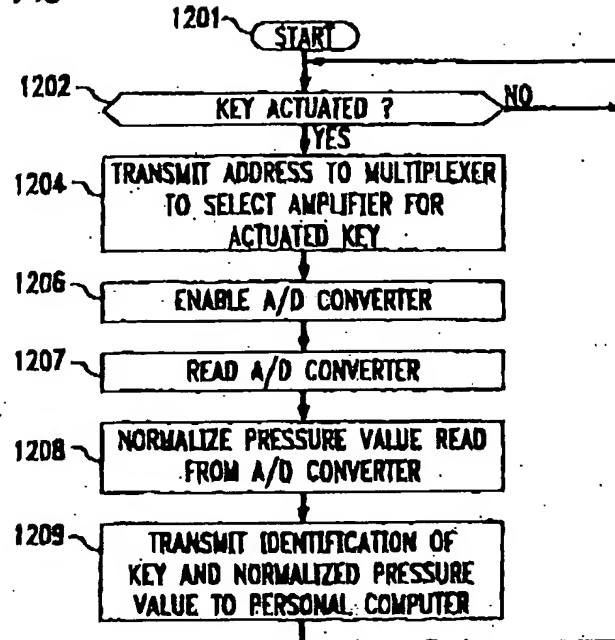 1201
START
1202
KEY ACTUATED ?
NO
YES
1204
TRANSMIT ADDRESS TO MULTIPLEXER
TO SELECT AMPLIFIER FOR
ACTUATED KEY
1206
ENABLE A/D CONVERTER
1207
READ A/D CONVERTER
1208
NORMALIZE PRESSURE VALUE READ
FROM A/D CONVERTER
1209
TRANSMIT IDENTIFICATION OF
KEY AND NORMALIZED PRESSURE
VALUE TO PERSONAL COMPUTER